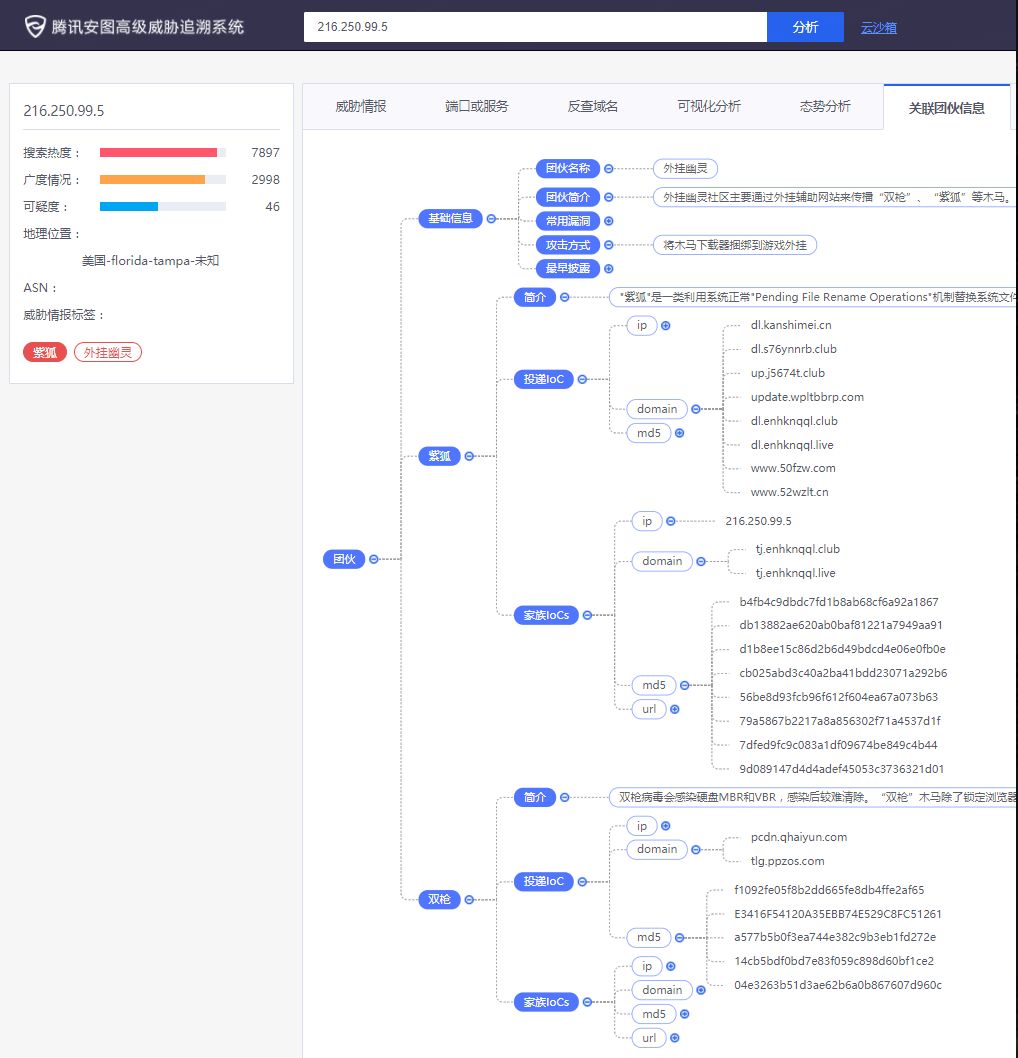 腾讯安图高级威胁追溯系统
216.250.99.5
分析
云沙箱
216.250.99.5
搜索热度：
7897
广度情况：
2998
可疑度：
46
地理位置：
美国-florida-tampa-未知
ASN：
威胁情报标签：
紫狐
外挂幽灵
威胁情报
端口或服务
反查域名
可视化分析
态势分析
关联团伙信息
团伙
基础信息
团伙名称
外挂幽灵
团伙简介
外挂幽灵社区主要通过外挂辅助网站来传播“双枪”、“紫狐”等木马。
常用漏洞
攻击方式
将木马下载器捆绑到游戏外挂
最早披露
紫狐
简介
"紫狐"是一类利用系统正常"Pending File Rename Operations"机制替换系统文件
投递IoC
ip
domain
dl.kanshimei.cn
dl.s76ynnrb.club
up.j5674t.club
update.wpltbbrp.com
dl.enhknqql.club
dl.enhknqql.live
www.50fzw.com
www.52wzlt.cn
md5
家族IoCs
ip
216.250.99.5
domain
tj.enhknqql.club
tj.enhknqql.live
md5
b4fb4c9dbdc7fd1b8ab68cf6a92a1867
db13882ae620ab0baf81221a7949aa91
d1b8ee15c86d2b6d49bdcd4e06e0fb0e
cb025abd3c40a2ba41bdd23071a292b6
56be8d93fcb96f612f604ea67a073b63
79a5867b2217a8a856302f71a4537d1f
7dfed9fc9c083a1df09674be849c4b44
9d089147d4d4adef45053c3736321d01
url
双枪
简介
双枪病毒会感染硬盘MBR和VBR，感染后较难清除。“双枪”木马除了锁定浏览器
投递IoC
ip
domain
pcdn.qhaiyun.com
tlg.ppzos.com
md5
f1092fe05f8b2dd665fe8db4ffe2af65
E3416F54120A35EBB74E529C8FC51261
a577b5b0f3ea744e382c9b3eb1fd272e
14cb5bdf0bd7e83f059c898d60bf1ce2
04e3263b51d3ae62b6a0b867607d960c
家族IoCs
ip
domain
md5
url